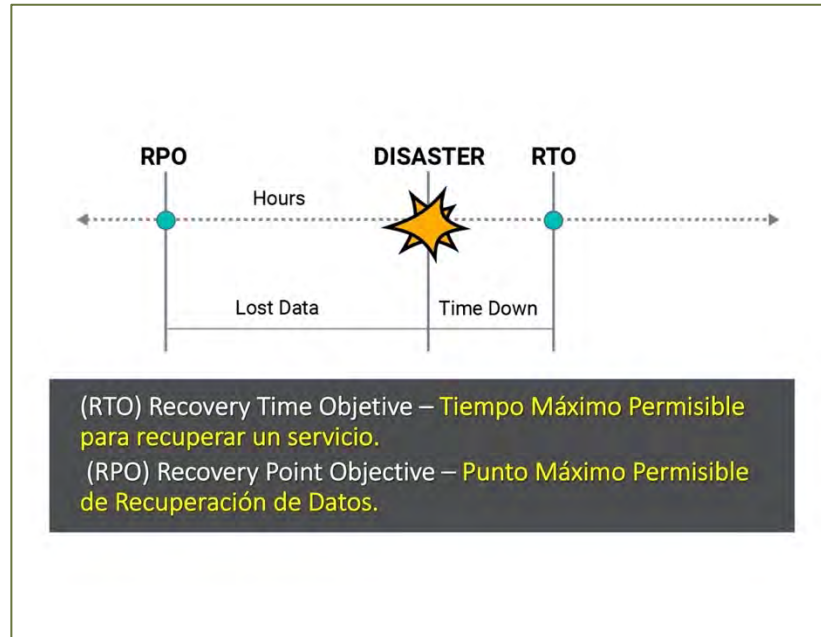 RPO DISASTER RTO
Hours
Lost Data Time Down
(RTO) Recovery Time Objetive – Tiempo Máximo Permisible
para recuperar un servicio.
(RPO) Recovery Point Objective – Punto Máximo Permisible
de Recuperación de Datos.